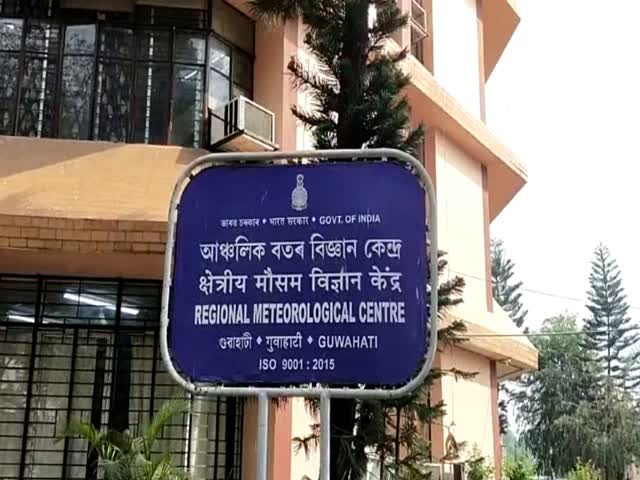 ভাৰত চৰকাৰ ♦ भारत सरकार ♦ GOVT. OF INDIA
আঞ্চলিক বতৰ বিজ্ঞান কেন্দ্ৰ
क्षेत्रीय मौसम विज्ञान केंद्र
REGIONAL METEOROLOGICAL CENTRE
গুৱাহাটী ♦ गुवाहाटी ♦ GUWAHATI
ISO 9001 : 2015